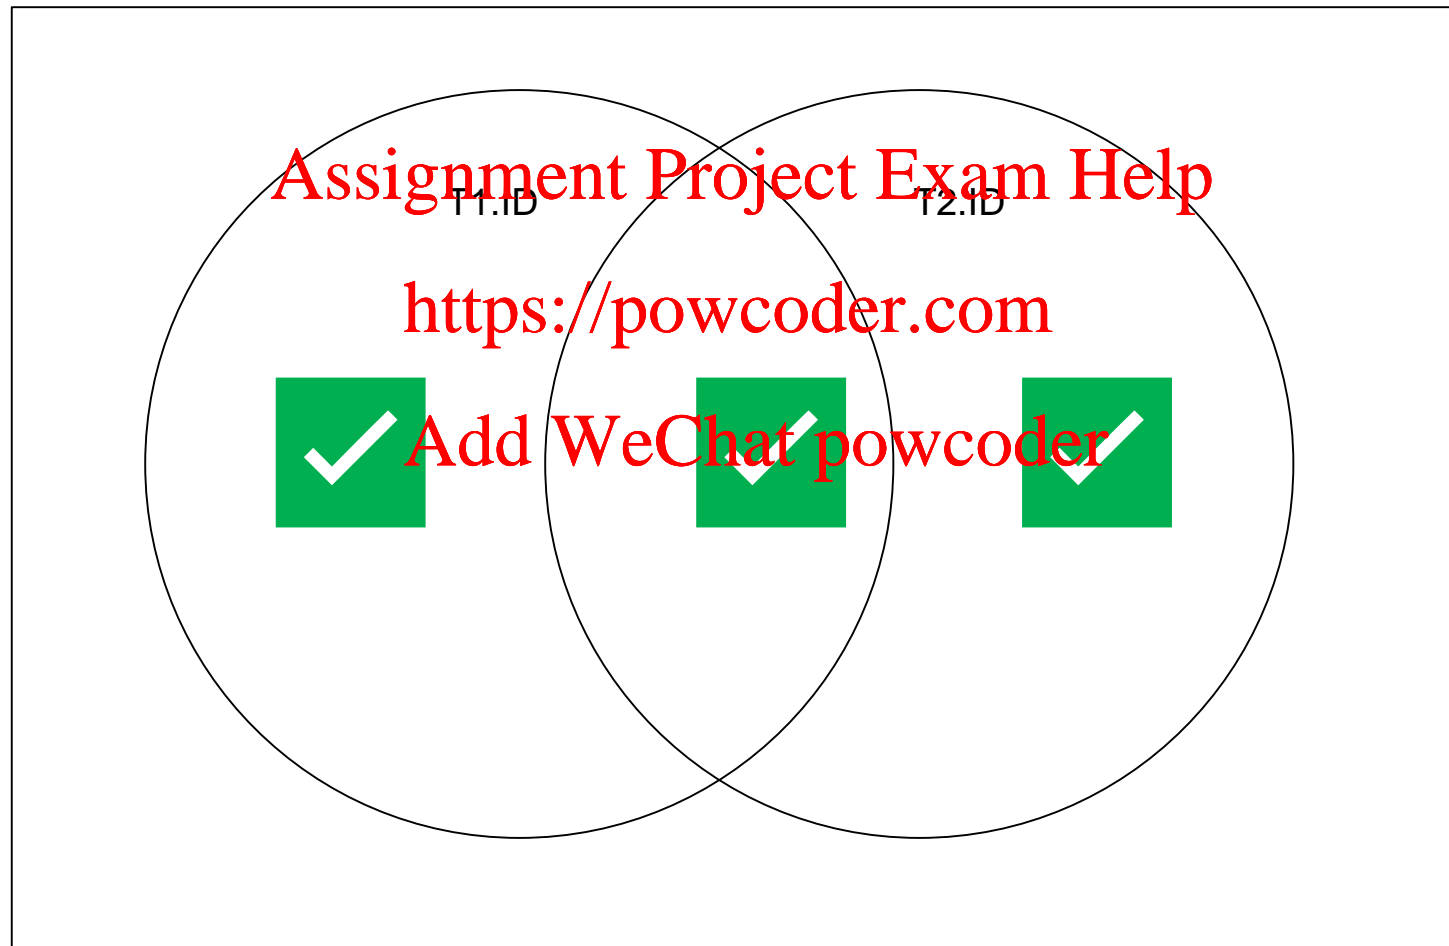 Assignment Project Exam Help
T1.ID T2.ID
https://powcoder.com
Add WeChat powcoder